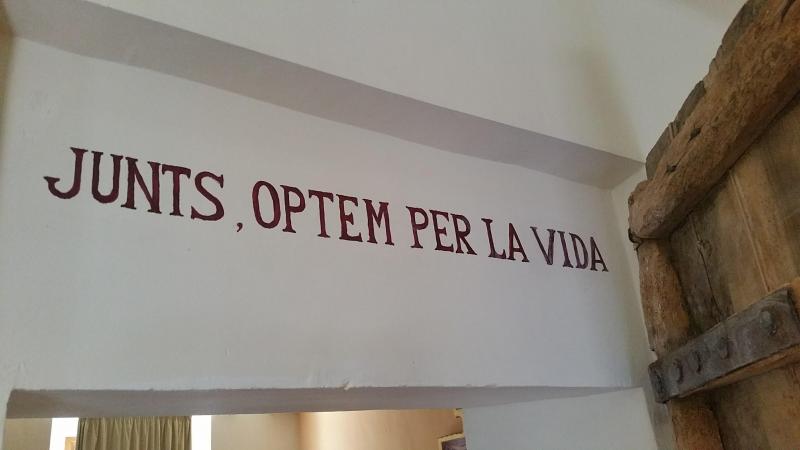 JUNTS, OPTEM PER LA VIDA